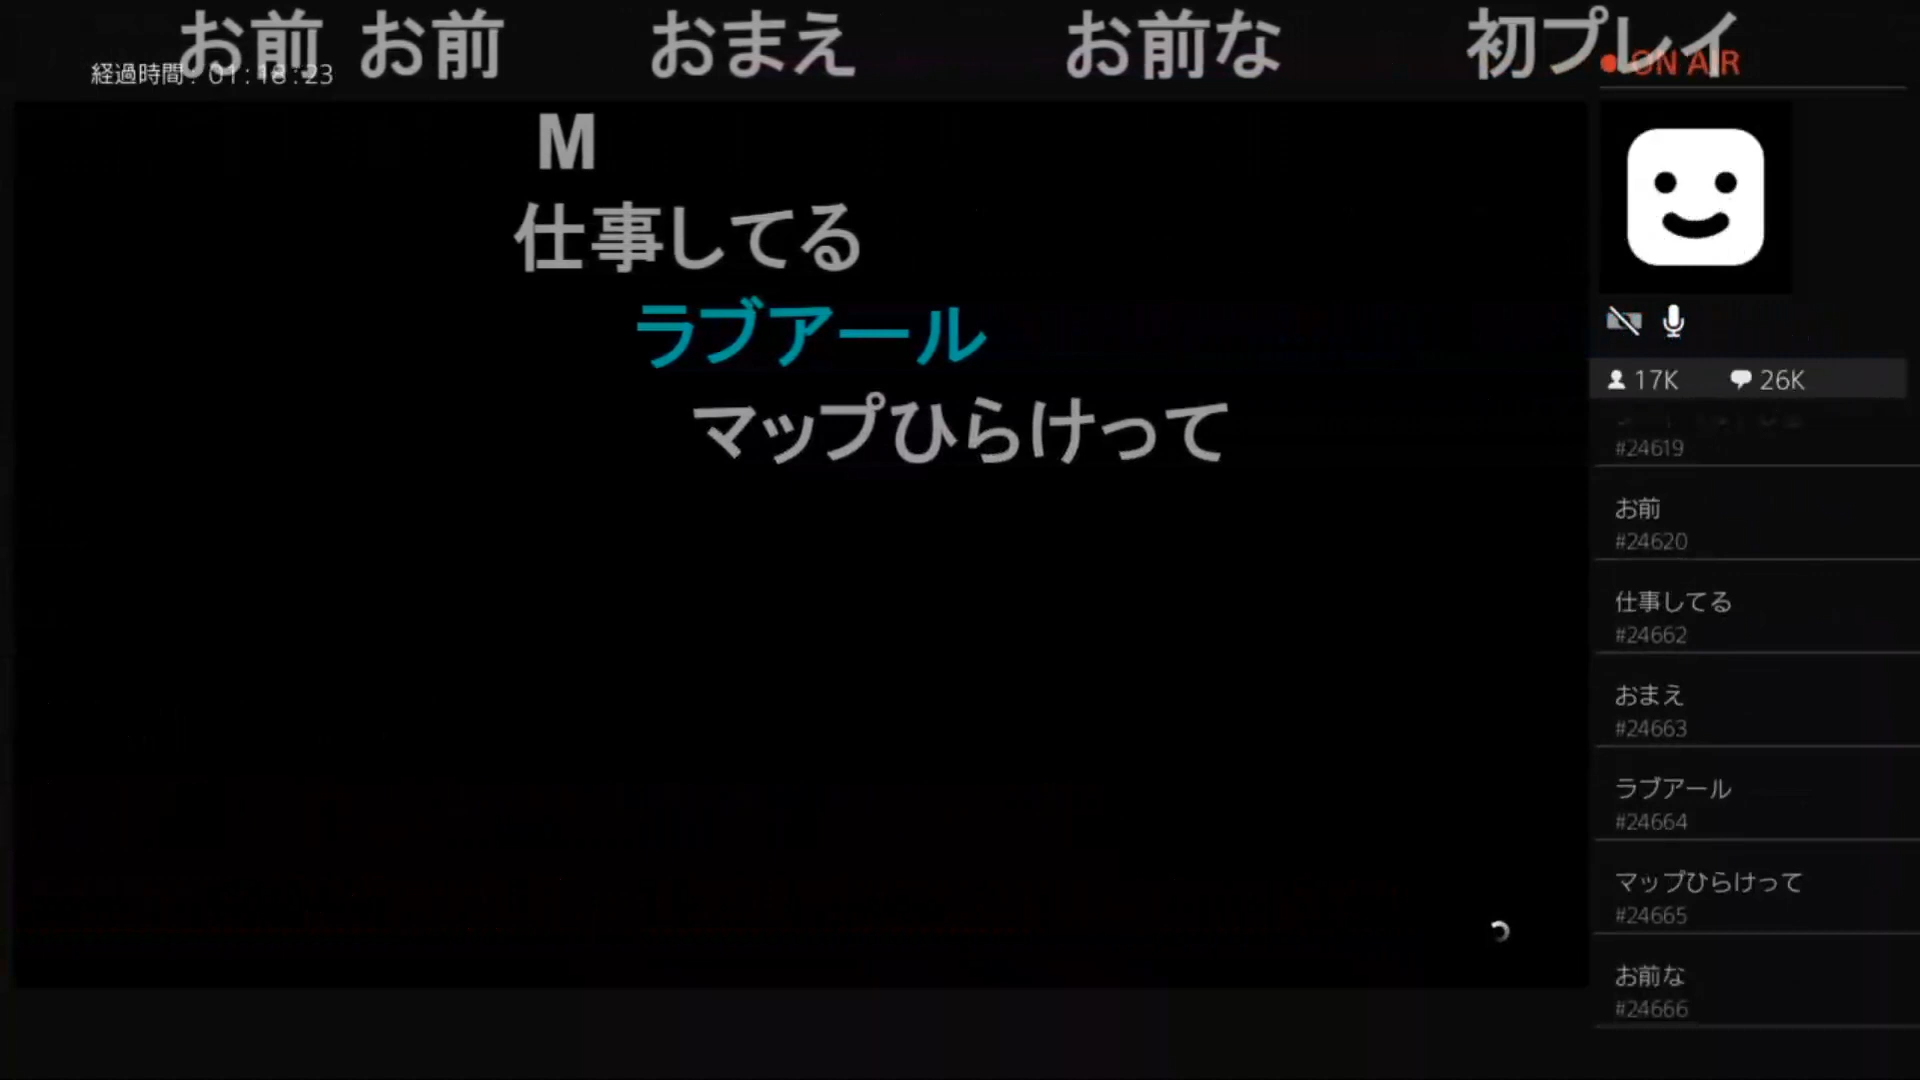 お前 お前 おまえ お前な 初プレイ
経過時間: 01:18:23
ON AIR
M
仕事してる
ラブアール
マップひらけって
17K 26K
#24619
お前
#24620
仕事してる
#24662
おまえ
#24663
ラブアール
#24664
マップひらけって
#24665
お前な
#24666